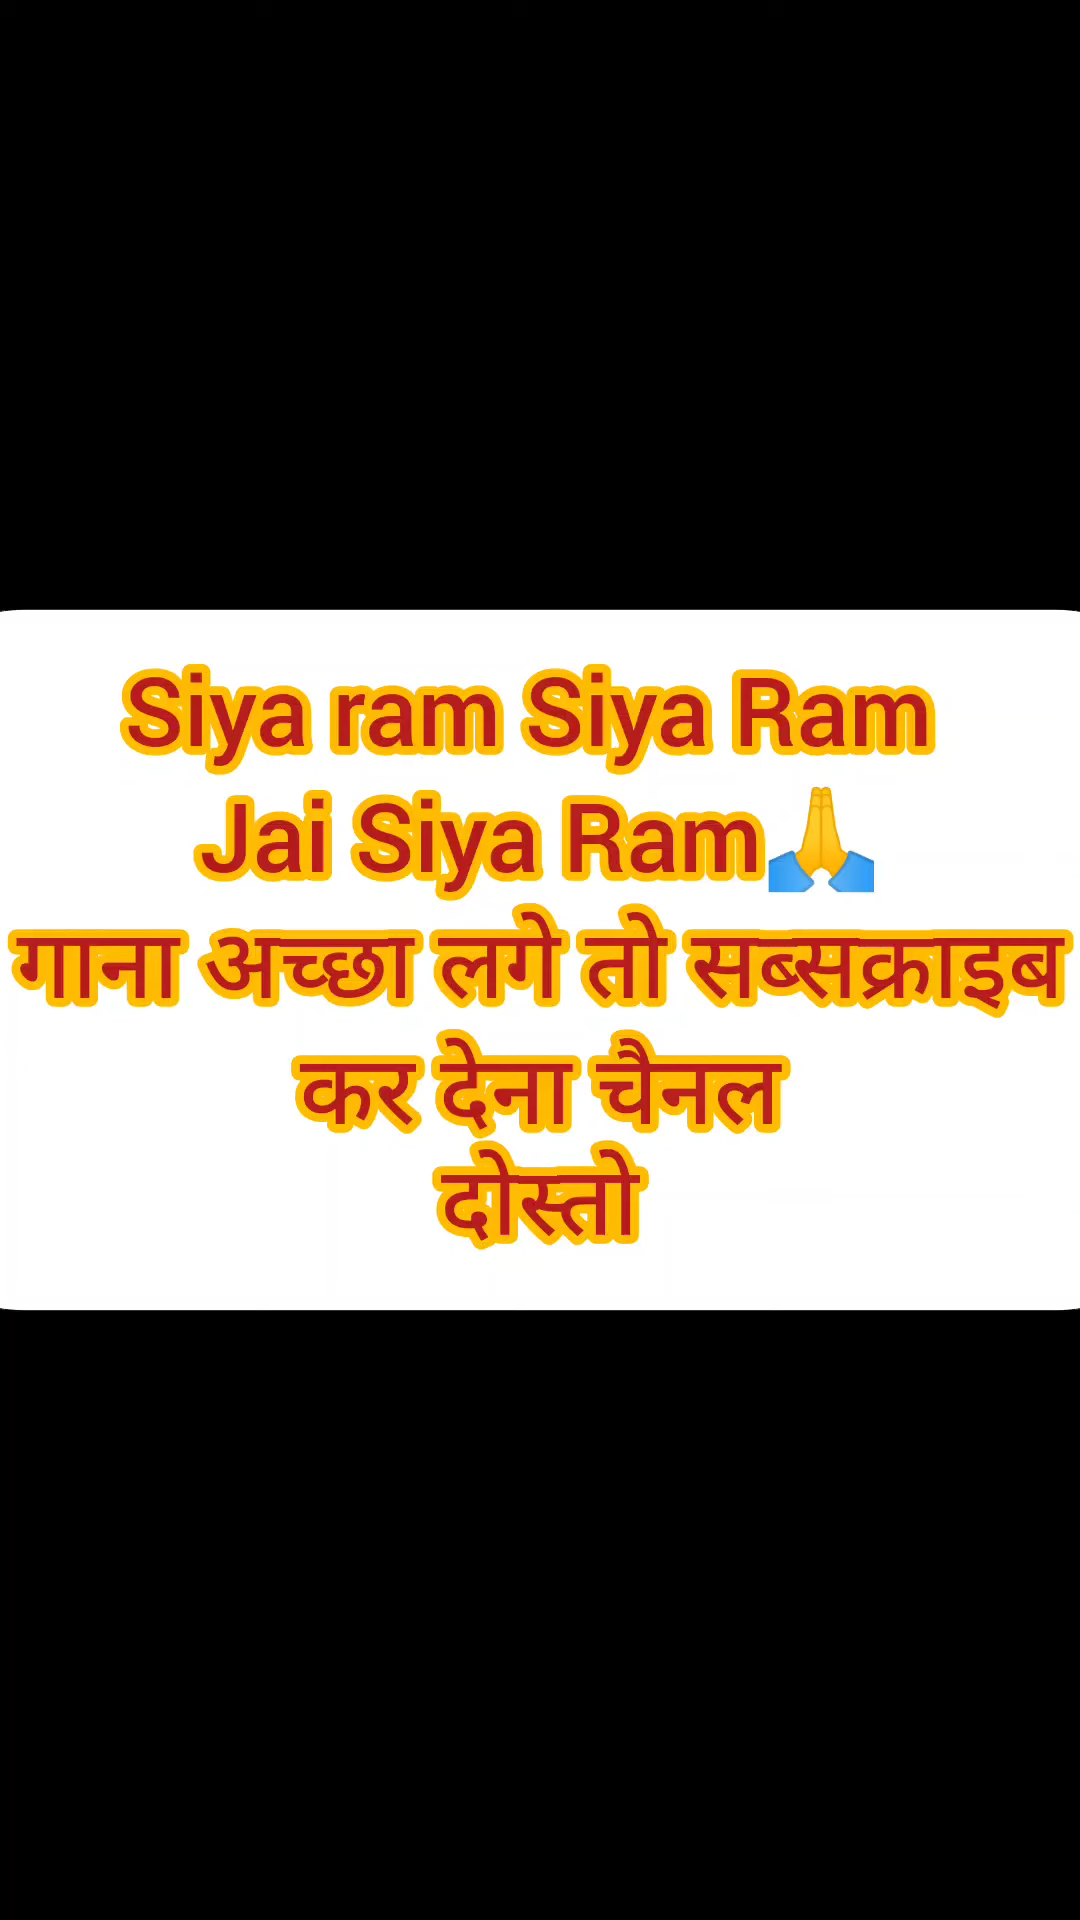 Siya ram Siya Ram
Jai Siya Ram🙏
गाना अच्छा लगे तो सब्सक्राइब
कर देना चैनल
दोस्तो